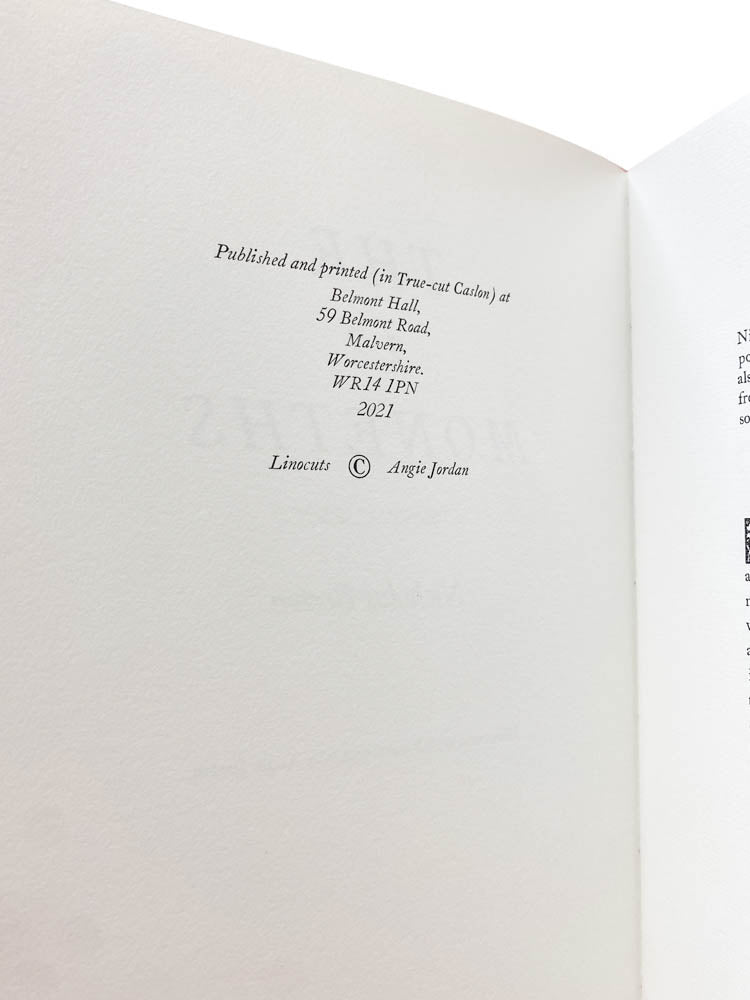 Published and printed (in True-cut Caslon) at
Belmont Hall,
59 Belmont Road,
Malvern,
Worcestershire.
WR14 1PN
2021
Linocuts © Angie Jordan